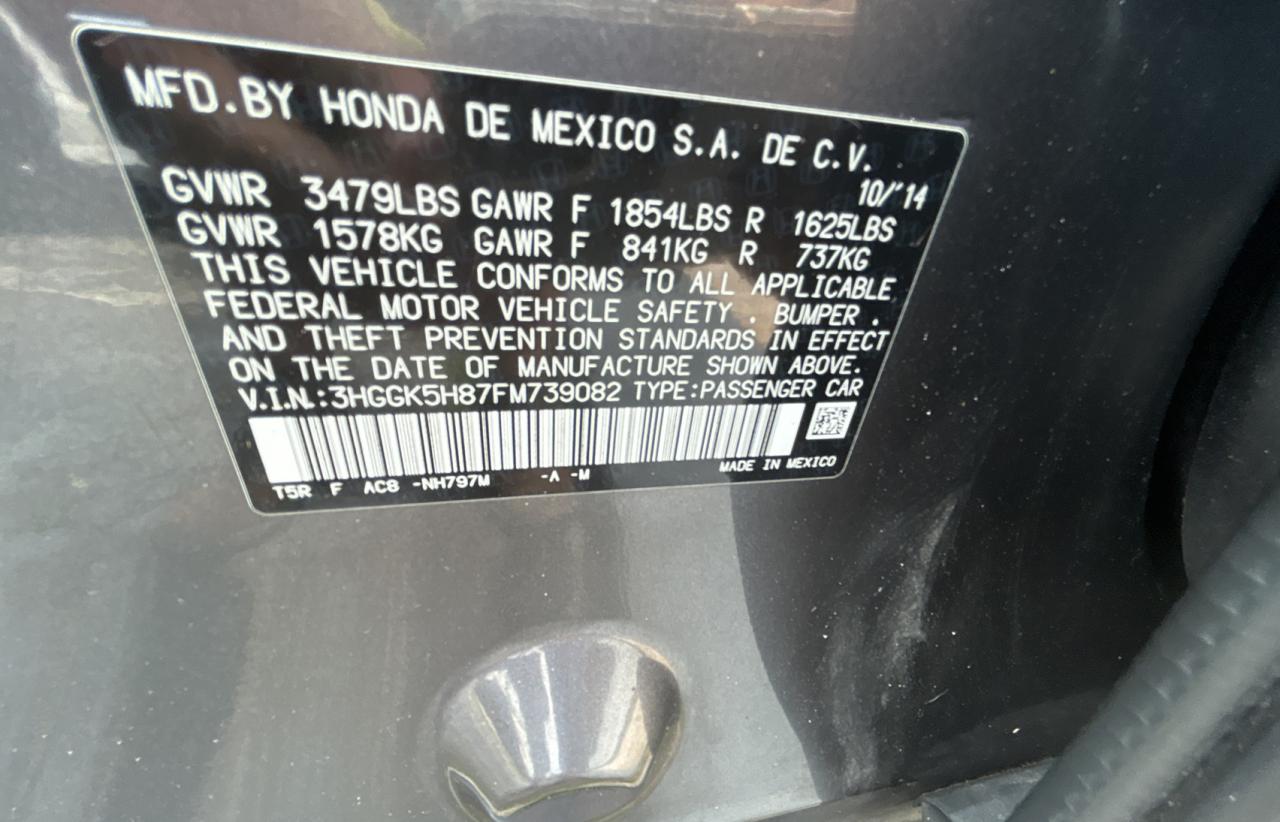 MFD.BY HONDA DE MEXICO S.A. DE C.V.
10/'14
GVWR 3479LBS GAWR F 1854LBS R 1625LBS
GVWR 1578KG GAWR F 841KG R 737KG
THIS VEHICLE CONFORMS TO ALL APPLICABLE
FEDERAL MOTOR VEHICLE SAFETY . BUMPER .
AND THEFT PREVENTION STANDARDS IN EFFECT
ON THE DATE OF MANUFACTURE SHOWN ABOVE.
V.I.N.:3HGGK5H87FM739082 TYPE:PASSENGER CAR
T5R F AC8 -NH797M -A -M MADE IN MEXICO